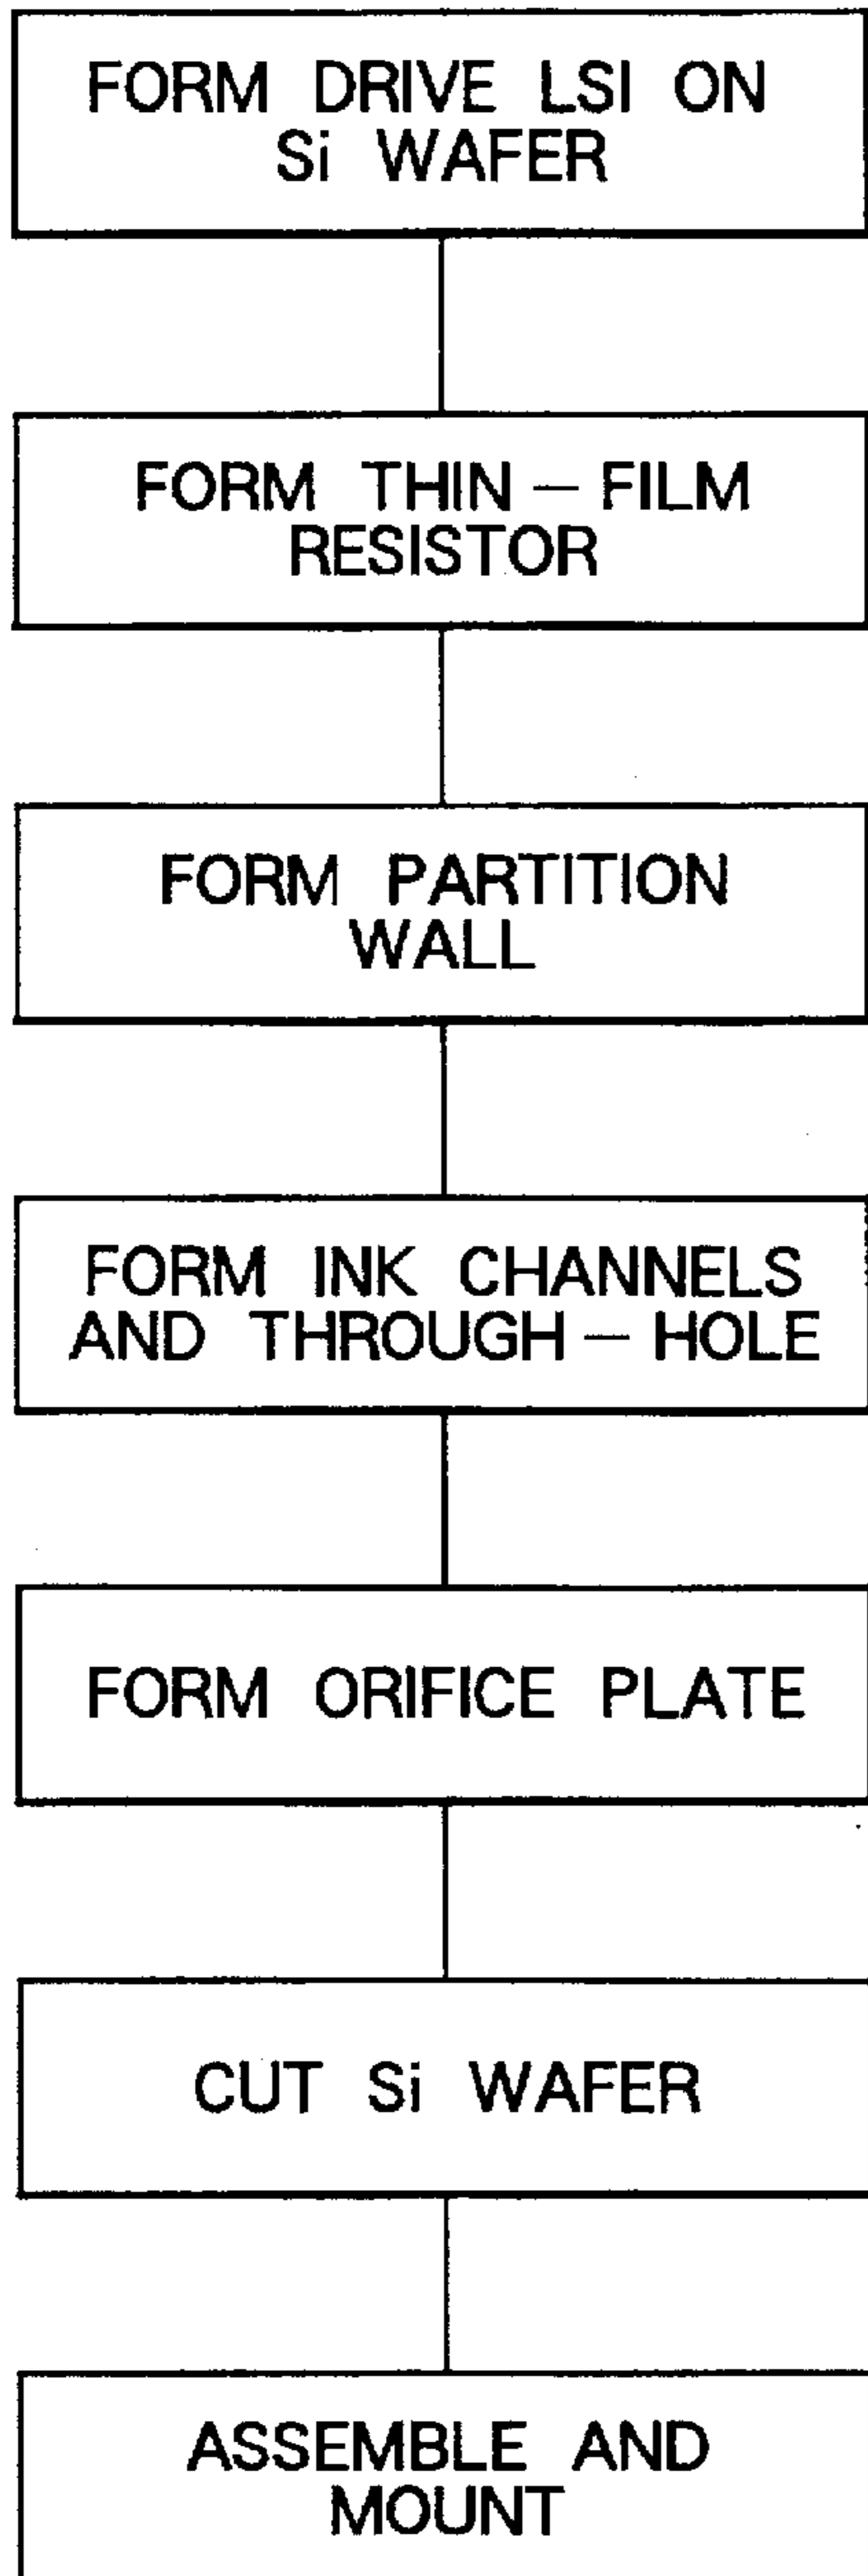 FORM DRIVE LSI ON
Si WAFER
FORM THIN – FILM
RESISTOR
FORM PARTITION
WALL
FORM INK CHANNELS
AND THROUGH – HOLE
FORM ORIFICE PLATE
CUT Si WAFER
ASSEMBLE AND
MOUNT